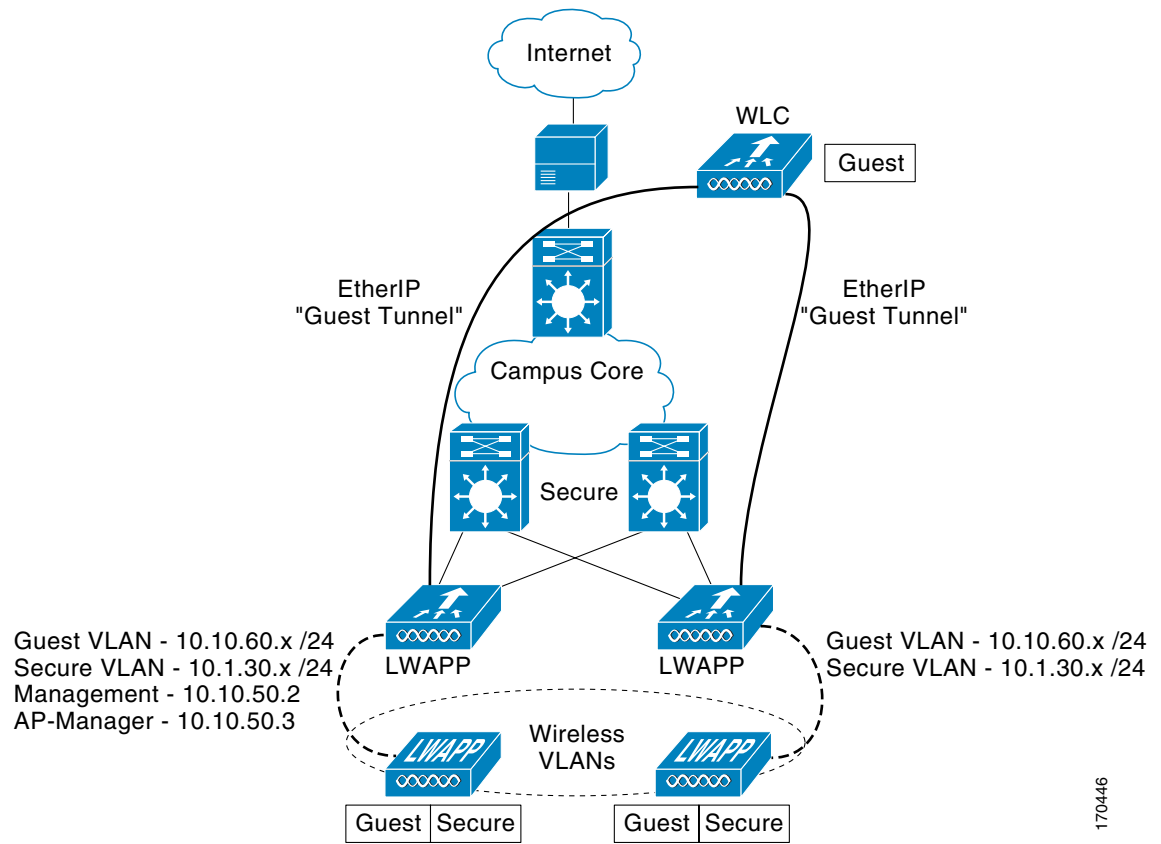 Internet
WLC
Guest
EtherIP
"Guest Tunnel"
EtherIP
"Guest Tunnel"
Campus Core
Secure
Guest VLAN - 10.10.60.x /24
Secure VLAN - 10.1.30.x /24
Management - 10.10.50.2
AP-Manager - 10.10.50.3
LWAPP
LWAPP
Guest VLAN - 10.10.60.x /24
Secure VLAN - 10.1.30.x /24
Wireless
VLANs
LWAPP
LWAPP
Guest Secure
Guest Secure
170446